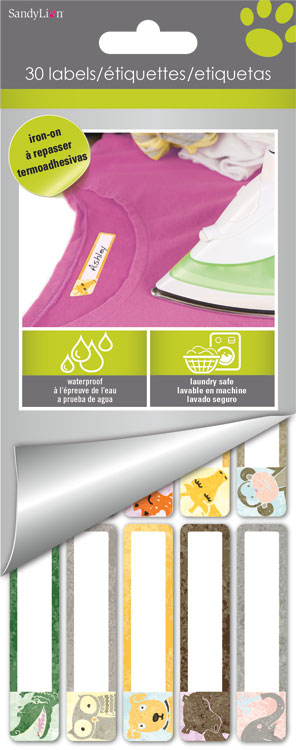 SandyLion
30 labels/étiquettes/etiquetas
iron-on
à repasser
termoadhesivas
Ashley
waterproof
à l'épreuve de l'eau
a prueba de agua
laundry safe
lavable en machine
lavado seguro